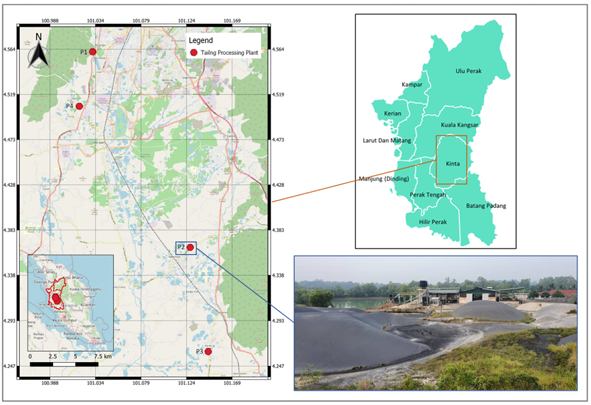 100.988 101.034 101.079 101.124 101.169
N
Legend
Tailing Processing Plant
4.564
4.519
4.473
4.428
4.383
4.338
4.293
4.247
P1
P4
P2
P3
0 2.5 5 7.5 km
100.988 101.034 101.079 101.124 101.169
Ulu Perak
Kampar
Kerian
Kuala Kangsar
Larut Dan Matang
Kinta
Manjung (Dinding)
Perak Tengah
Batang Padang
Hilir Perak